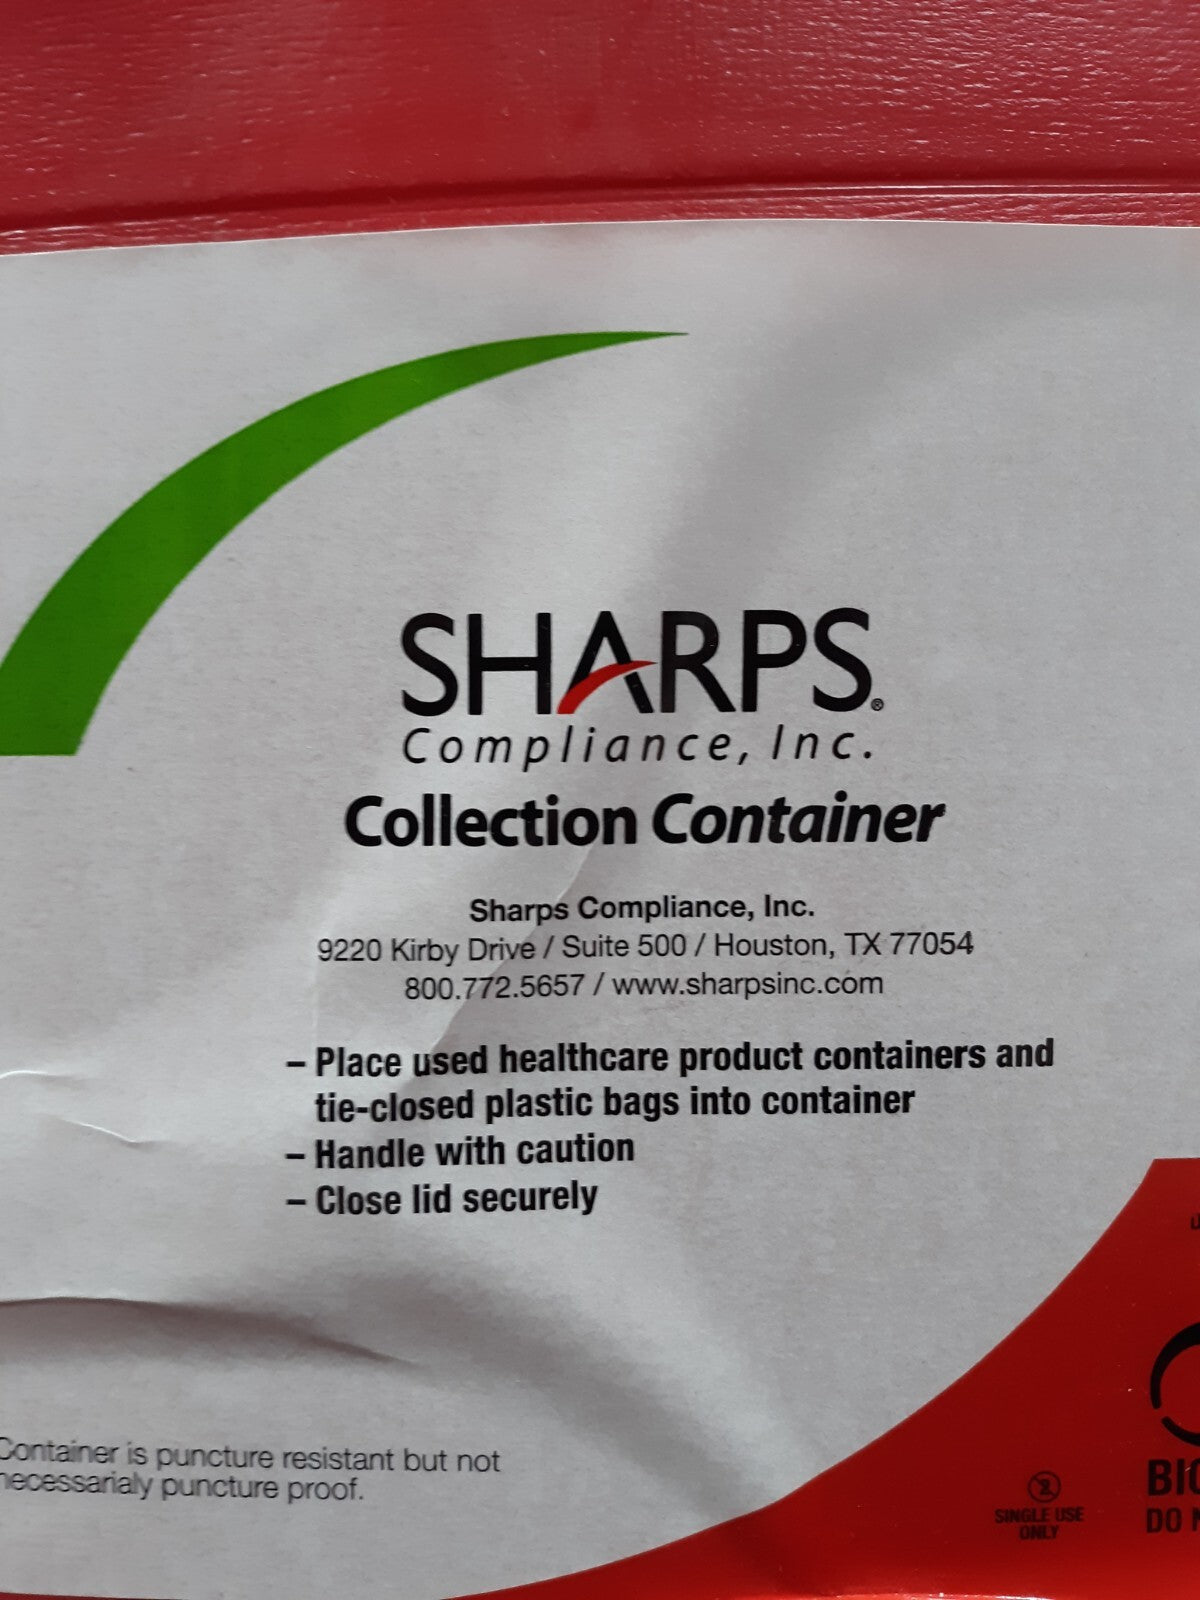 SHARPS®
Compliance, Inc.
Collection Container
Sharps Compliance, Inc.
9220 Kirby Drive / Suite 500 / Houston, TX 77054
800.772.5657 / www.sharpsinc.com
– Place used healthcare product containers and
tie-closed plastic bags into container
– Handle with caution
– Close lid securely
Container is puncture resistant but not
necessarialy puncture proof.
2
SINGLE USE
ONLY
DO